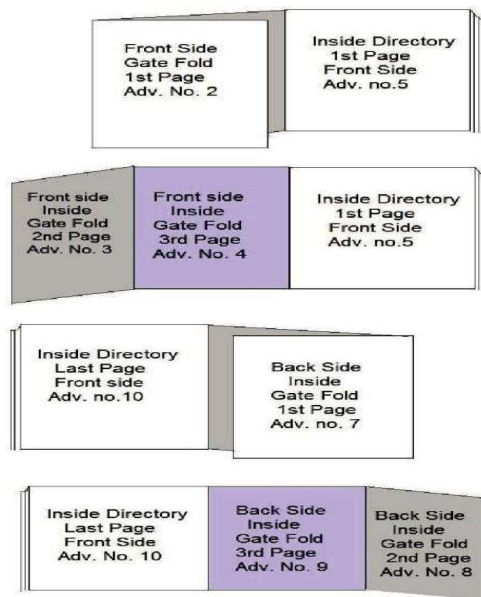 Front Side
Gate Fold
1st Page
Adv. No. 2
Inside Directory
1st Page
Front Side
Adv. no.5
Front side
Inside
Gate Fold
2nd Page
Adv. No. 3
Front side
Inside
Gate Fold
3rd Page
Adv. No. 4
Inside Directory
1st Page
Front Side
Adv. no.5
Inside Directory
Last Page
Front side
Adv. no.10
Back Side
Inside
Gate Fold
1st Page
Adv. no. 7
Inside Directory
Last Page
Front Side
Adv. No. 10
Back Side
Inside
Gate Fold
3rd Page
Adv. No. 9
Back Side
Inside
Gate Fold
2nd Page
Adv. No. 8